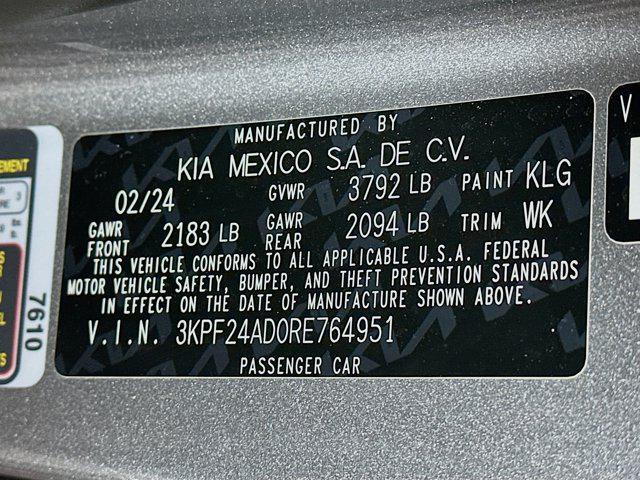 MANUFACTURED BY
KIA MEXICO S.A. DE C.V.
02/24 GVWR 3792 LB PAINT KLG
GAWR FRONT 2183 LB GAWR REAR 2094 LB TRIM WK
THIS VEHICLE CONFORMS TO ALL APPLICABLE U.S.A. FEDERAL
MOTOR VEHICLE SAFETY, BUMPER, AND THEFT PREVENTION STANDARDS
IN EFFECT ON THE DATE OF MANUFACTURE SHOWN ABOVE.
V.I.N. 3KPF24AD0RE764951
PASSENGER CAR
7610
V